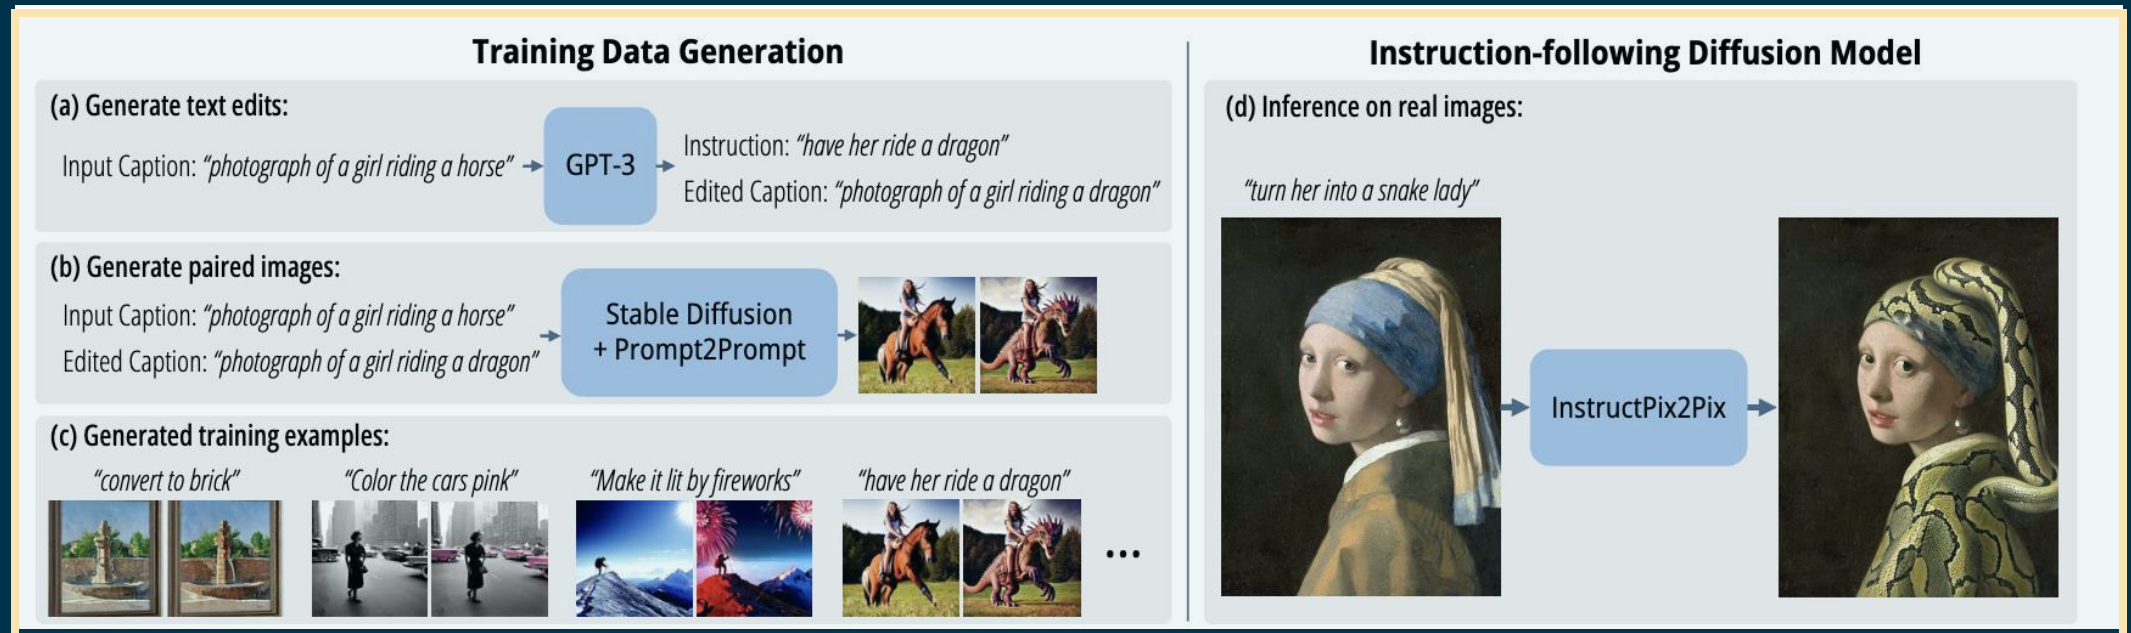 Training Data Generation
(a) Generate text edits:
Input Caption: “photograph of a girl riding a horse”
GPT-3
Instruction: “have her ride a dragon”
Edited Caption: “photograph of a girl riding a dragon”
(b) Generate paired images:
Input Caption: “photograph of a girl riding a horse”
Edited Caption: “photograph of a girl riding a dragon”
Stable Diffusion
+ Prompt2Prompt
(c) Generated training examples:
“convert to brick”
“Color the cars pink”
“Make it lit by fireworks”
“have her ride a dragon”
...
Instruction-following Diffusion Model
(d) Inference on real images:
“turn her into a snake lady”
InstructPix2Pix